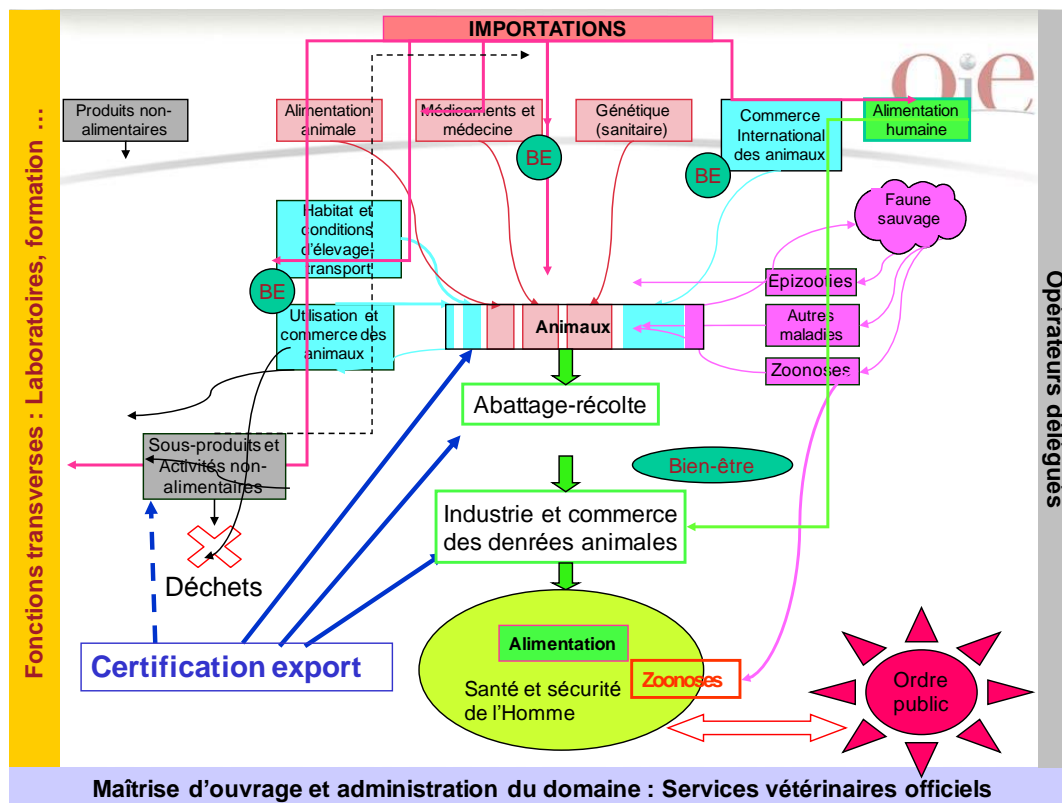 IMPORTATIONS
oie
Produits non-
alimentaires
Alimentation
animale
Médicaments et
médecine
Génétique
(sanitaire)
Commerce
International
des animaux
Alimentation
humaine
BE
BE
Faune
sauvage
Habitat et
conditions
d'élevage-
transport
BE
Epizooties
Utilisation et
commerce des
animaux
Animaux
Autres
maladies
Zoonoses
Abattage-récolte
Sous-produits et
Activités non-
alimentaires
Bien-être
Industrie et commerce
des denrées animales
Déchets
Certification export
Alimentation
Zoonoses
Santé et sécurité
de l'Homme
Ordre
public
Fonctions transverses : Laboratoires, formation ...
Opérateurs délégués
Maîtrise d'ouvrage et administration du domaine : Services vétérinaires officiels